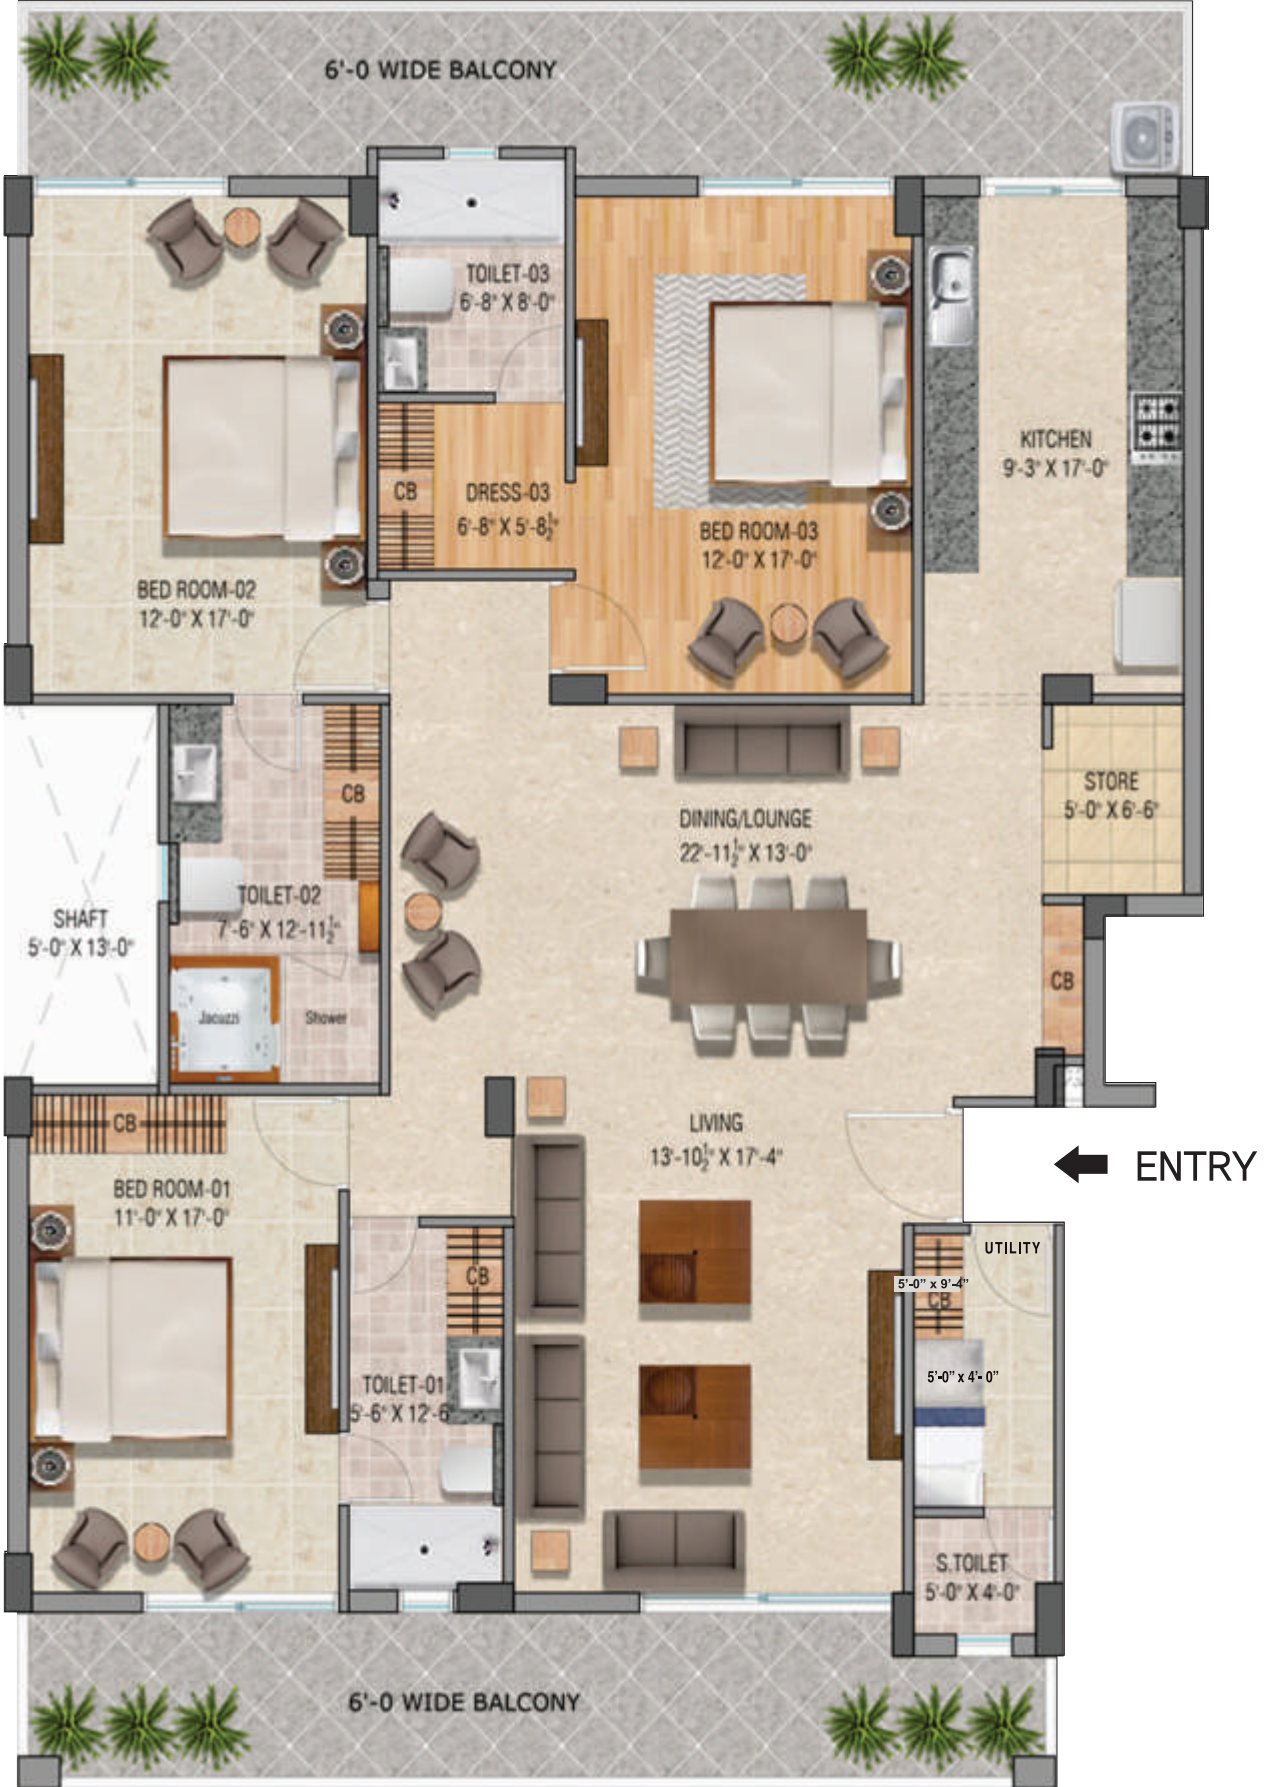 6'-0 WIDE BALCONY
TOILET-03
6'-8" X 8'-0"
KITCHEN
9'-3" X 17'-0"
CB
DRESS-03
6'-8" X 5'-8½"
BED ROOM-03
12'-0" X 17'-0"
BED ROOM-02
12'-0" X 17'-0"
STORE
5'-0" X 6'-6"
CB
DINING/LOUNGE
22'-11½" X 13'-0"
TOILET-02
7'-6" X 12'-11½"
SHAFT
5'-0" X 13'-0"
CB
Jacuzzi
Shower
CB
LIVING
13'-10½" X 17'-4"
ENTRY
BED ROOM-01
11'-0" X 17'-0"
UTILITY
5'-0" x 9'-4"
CB
CB
5'-0" x 4'- 0"
TOILET-01
5'-6" X 12'-6
S.TOILET
5'-0" X 4'-0"
6'-0 WIDE BALCONY